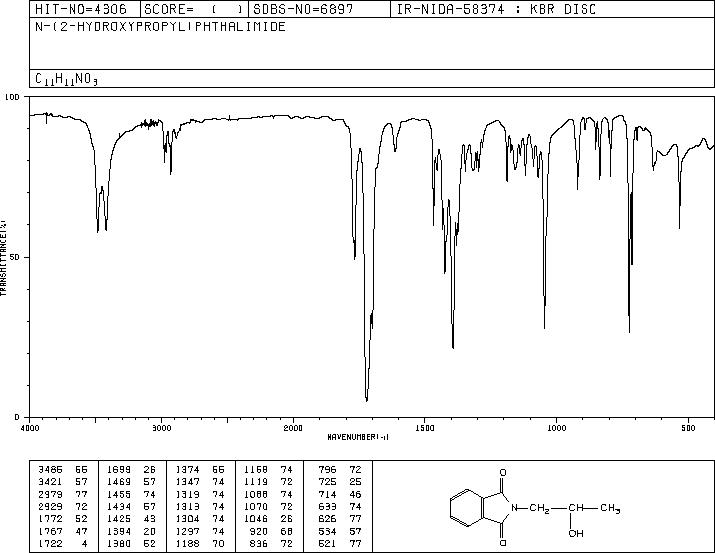 HIT-NO=4306 SCORE= ( ) SDBS-NO=6897 IR-NIDA-58374 : KBR DISC
N-(2-HYDROXYPROPYL)PHTHALIMIDE
C11H11NO3
100
50
0
TRANSMITTANCE(%)
4000 3000 2000 1500 1000 500
WAVENUMBER(-1)
3486 55 1699 26 1374 55 1158 74 796 72
3421 57 1469 57 1347 74 1119 72 725 25
2979 77 1455 74 1319 74 1088 74 714 46
2929 72 1434 57 1313 74 1070 72 633 74
1772 52 1425 43 1304 74 1046 26 626 77
1767 47 1394 20 1297 74 920 68 534 57
1722 4 1380 52 1188 70 836 72 521 77
O
N—CH2—CH—CH3
OH
O